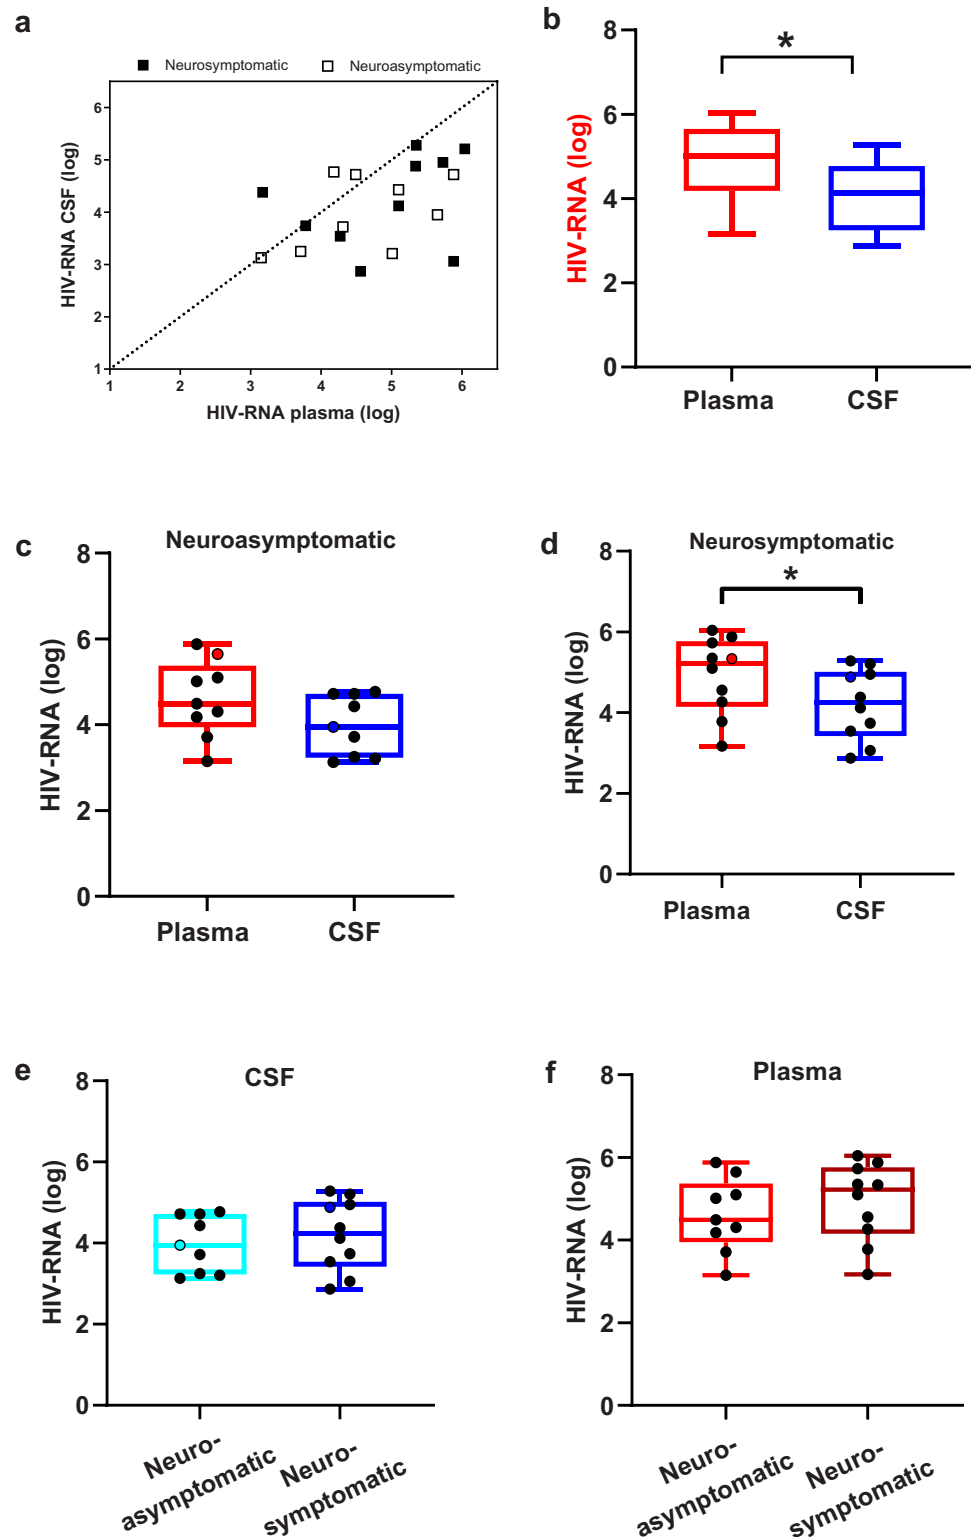 a
Neurosymptomatic
Neuroasymptomatic
HIV-RNA CSF (log)
6
5
4
3
2
1
1 2 3 4 5 6
HIV-RNA plasma (log)
b
*
HIV-RNA (log)
8
6
4
2
0
Plasma CSF
c
Neuroasymptomatic
HIV-RNA (log)
8
6
4
2
0
Plasma CSF
d
Neurosymptomatic
*
HIV-RNA (log)
8
6
4
2
0
Plasma CSF
e
CSF
HIV-RNA (log)
8
6
4
2
0
Neuro-
asymptomatic
Neuro-
symptomatic
f
Plasma
HIV-RNA (log)
8
6
4
2
0
Neuro-
asymptomatic
Neuro-
symptomatic